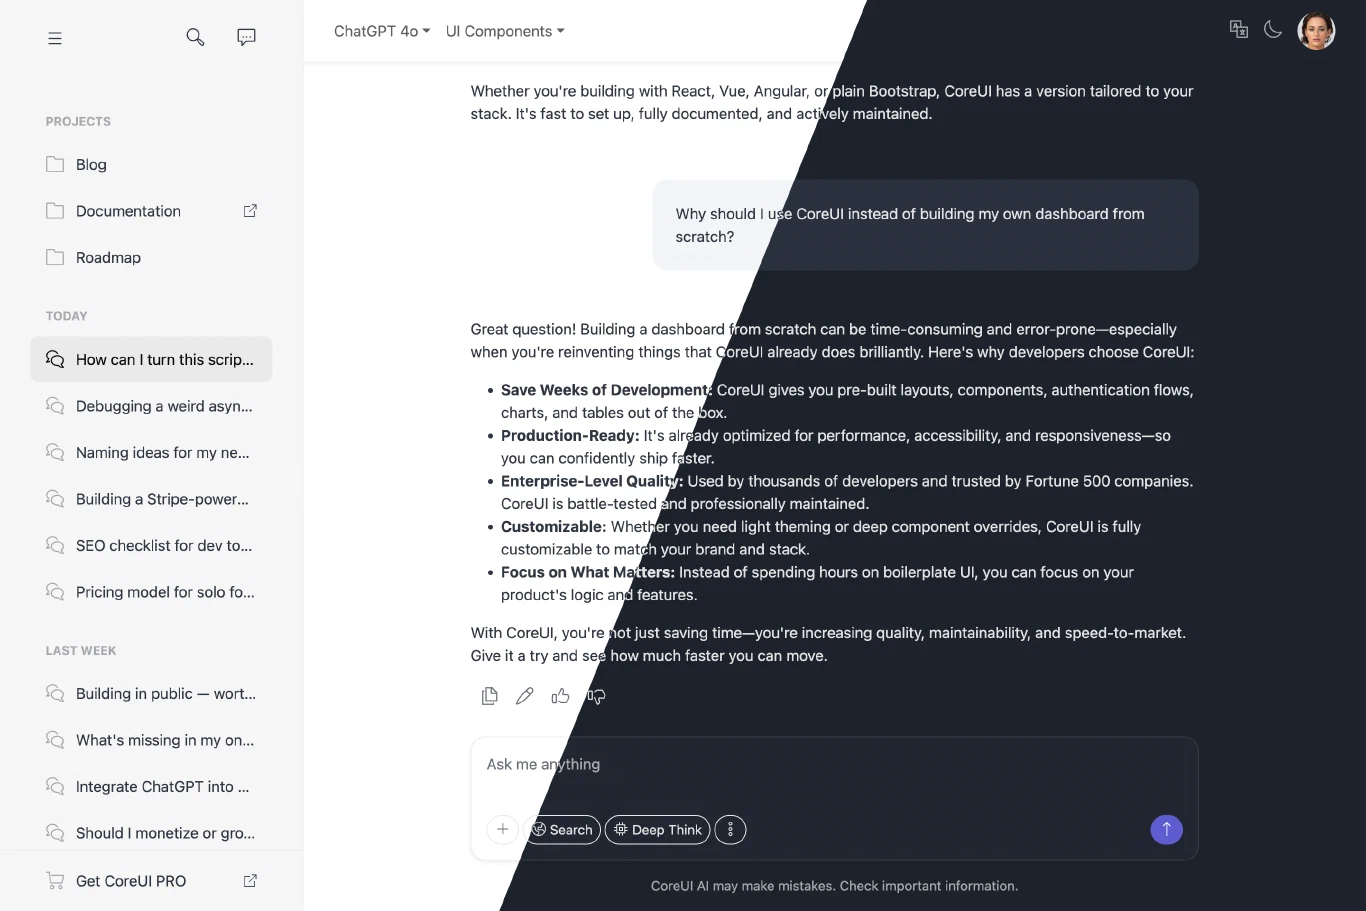 ChatGPT 4o
UI Components
PROJECTS
Blog
Documentation
Roadmap
TODAY
How can I turn this scrip...
Debugging a weird asyn...
Naming ideas for my ne...
Building a Stripe-power...
SEO checklist for dev to...
Pricing model for solo fo...
LAST WEEK
Building in public — wort...
What's missing in my on...
Integrate ChatGPT into ...
Should I monetize or gro...
Get CoreUI PRO
Whether you're building with React, Vue, Angular, or plain Bootstrap, CoreUI has a version tailored to your
stack. It's fast to set up, fully documented, and actively maintained.
Why should I use CoreUI instead of building my own dashboard from
scratch?
Great question! Building a dashboard from scratch can be time-consuming and error-prone—especially
when you're reinventing things that CoreUI already does brilliantly. Here's why developers choose CoreUI:
• Save Weeks of Development: CoreUI gives you pre-built layouts, components, authentication flows,
charts, and tables out of the box.
• Production-Ready: It's already optimized for performance, accessibility, and responsiveness—so
you can confidently ship faster.
• Enterprise-Level Quality: Used by thousands of developers and trusted by Fortune 500 companies.
CoreUI is battle-tested and professionally maintained.
• Customizable: Whether you need light theming or deep component overrides, CoreUI is fully
customizable to match your brand and stack.
• Focus on What Matters: Instead of spending hours on boilerplate UI, you can focus on your
product's logic and features.
With CoreUI, you're not just saving time—you're increasing quality, maintainability, and speed-to-market.
Give it a try and see how much faster you can move.
Ask me anything
Search
Deep Think
CoreUI AI may make mistakes. Check important information.